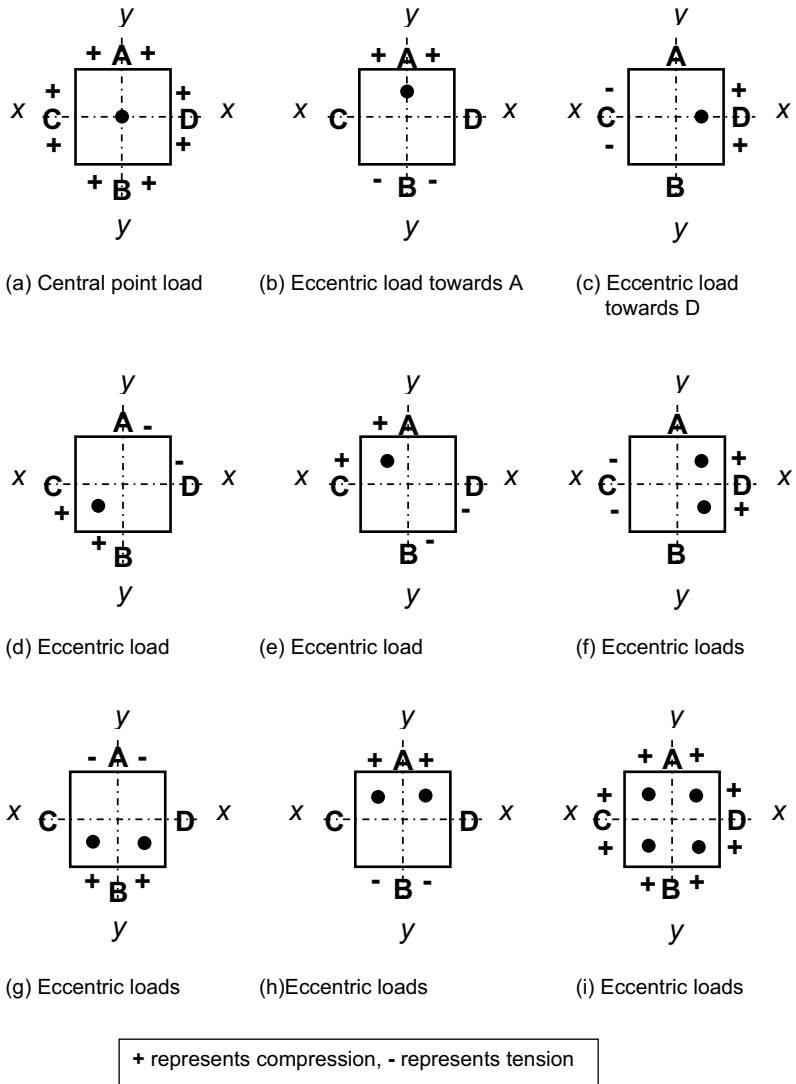 y
+ A +
+ +
x C D x
+ +
+ B +
y
(a) Central point load
y
+ A +
x C D x
- B -
y
(b) Eccentric load towards A
y
A
- +
x C D x
- +
B
y
(c) Eccentric load
towards D
y
A -
-
x C D x
+
+ B
y
(d) Eccentric load
y
+ A
+
x C D x
-
B -
y
(e) Eccentric load
y
A
- +
x C D x
- +
B
y
(f) Eccentric loads
y
- A -
x C D x
+ B +
y
(g) Eccentric loads
y
+ A +
x C D x
- B -
y
(h)Eccentric loads
y
+ A +
+ +
x C D x
+ +
+ B +
y
(i) Eccentric loads
+ represents compression, - represents tension